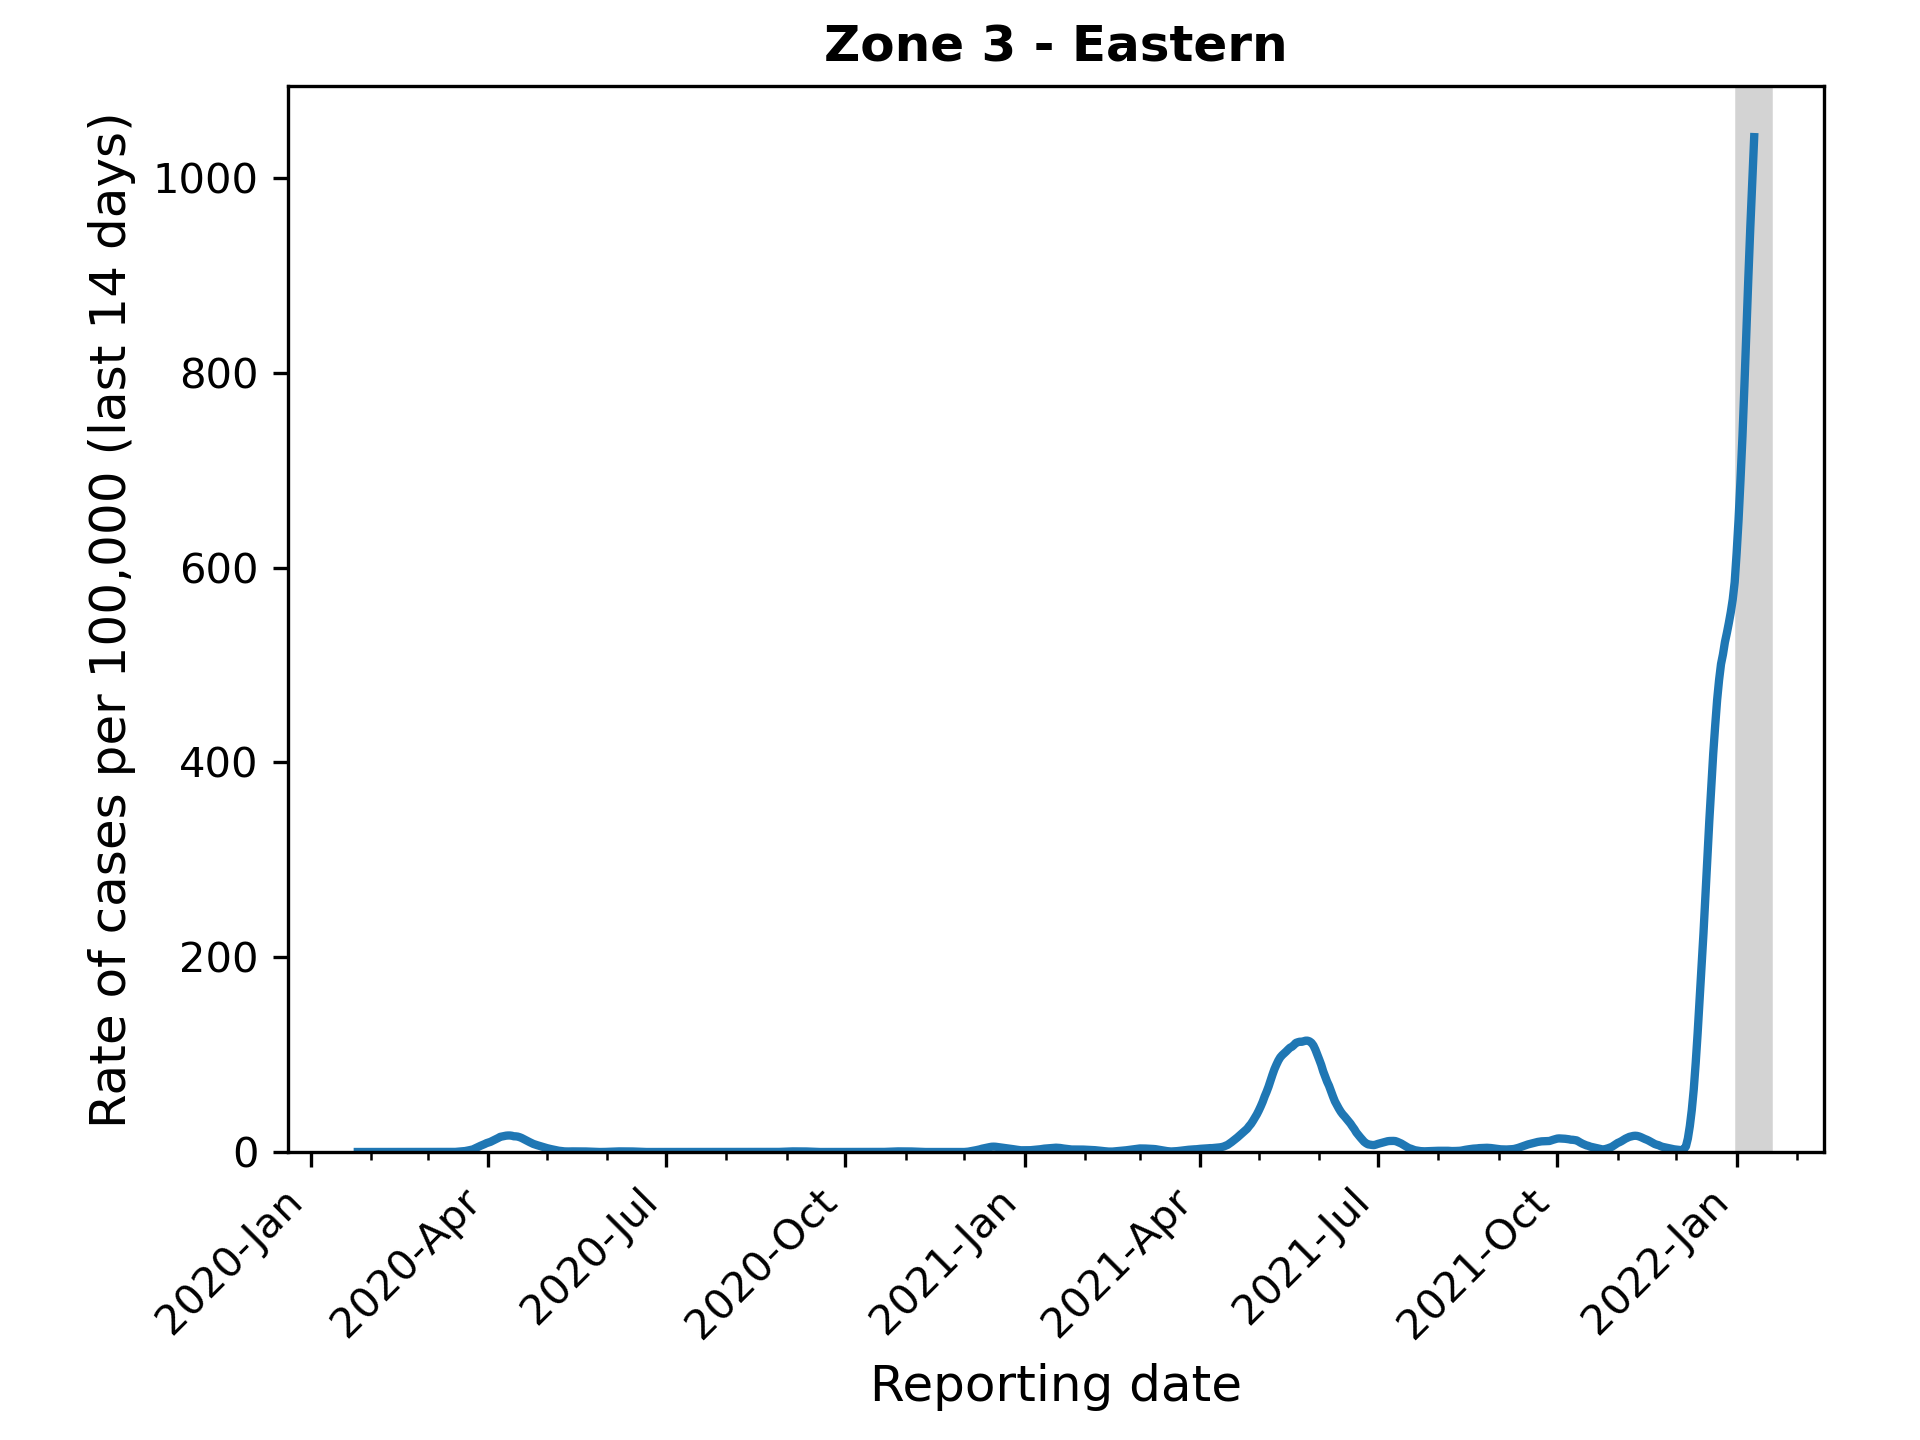 Zone 3 - Eastern
Rate of cases per 100,000 (last 14 days)
1000
800
600
400
200
0
2020-Jan
2020-Apr
2020-Jul
2020-Oct
2021-Jan
2021-Apr
2021-Jul
2021-Oct
2022-Jan
Reporting date